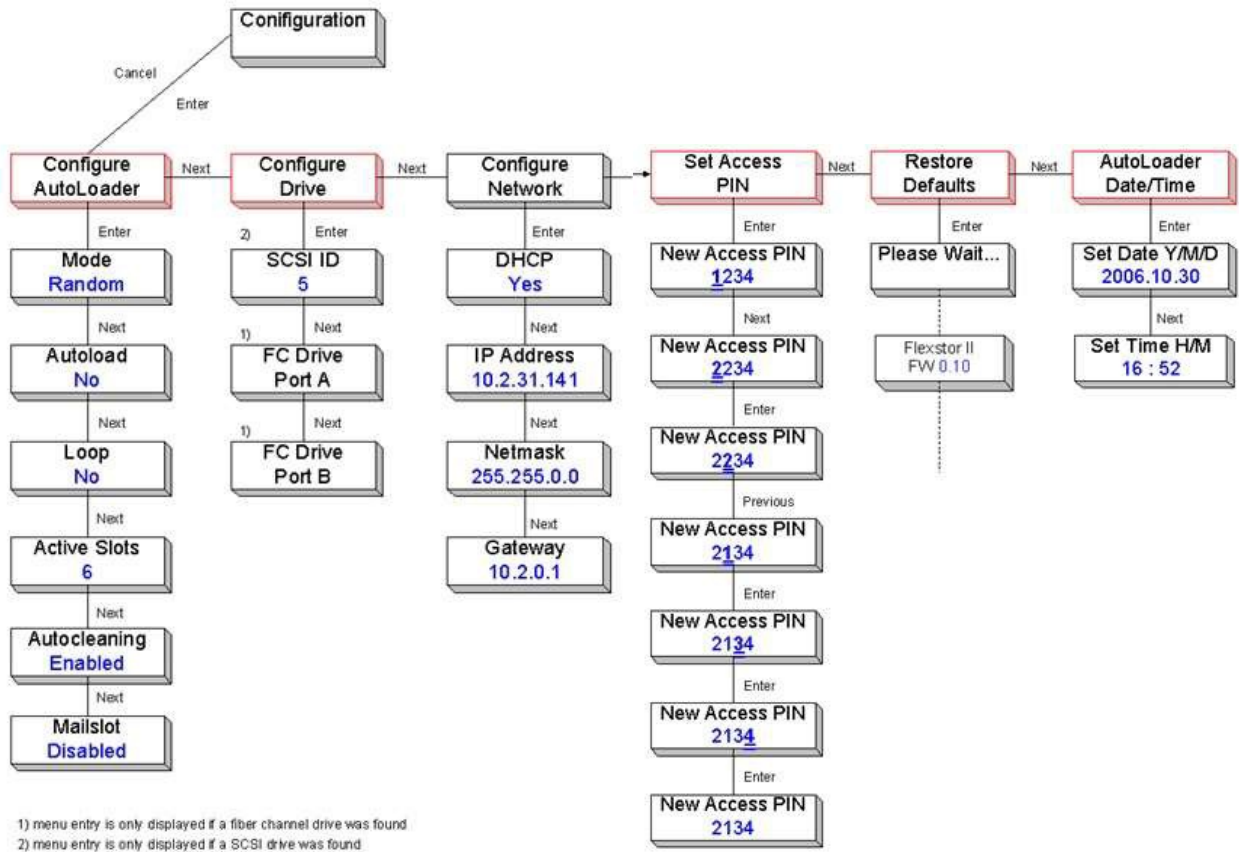 Conifiguration
Cancel
Enter
Configure
AutoLoader
Next
Configure
Drive
Next
Configure
Network
Set Access
PIN
Next
Restore
Defaults
Next
AutoLoader
Date/Time
Enter
Mode
Random
Next
Autoload
No
Next
Loop
No
Next
Active Slots
6
Next
Autocleaning
Enabled
Next
Mailslot
Disabled
2)
Enter
SCSI ID
5
1)
Next
FC Drive
Port A
1)
Next
FC Drive
Port B
Enter
DHCP
Yes
Next
IP Address
10.2.31.141
Next
Netmask
255.255.0.0
Next
Gateway
10.2.0.1
Enter
New Access PIN
1234
Next
New Access PIN
2234
Enter
New Access PIN
2234
Previous
New Access PIN
2134
Enter
New Access PIN
2134
Enter
New Access PIN
2134
Enter
New Access PIN
2134
Enter
Please Wait...
Flexstor II
FW 0.10
Enter
Set Date Y/M/D
2006.10.30
Next
Set Time H/M
16 : 52
1) menu entry is only displayed if a fiber channel drive was found
2) menu entry is only displayed if a SCSI drive was found